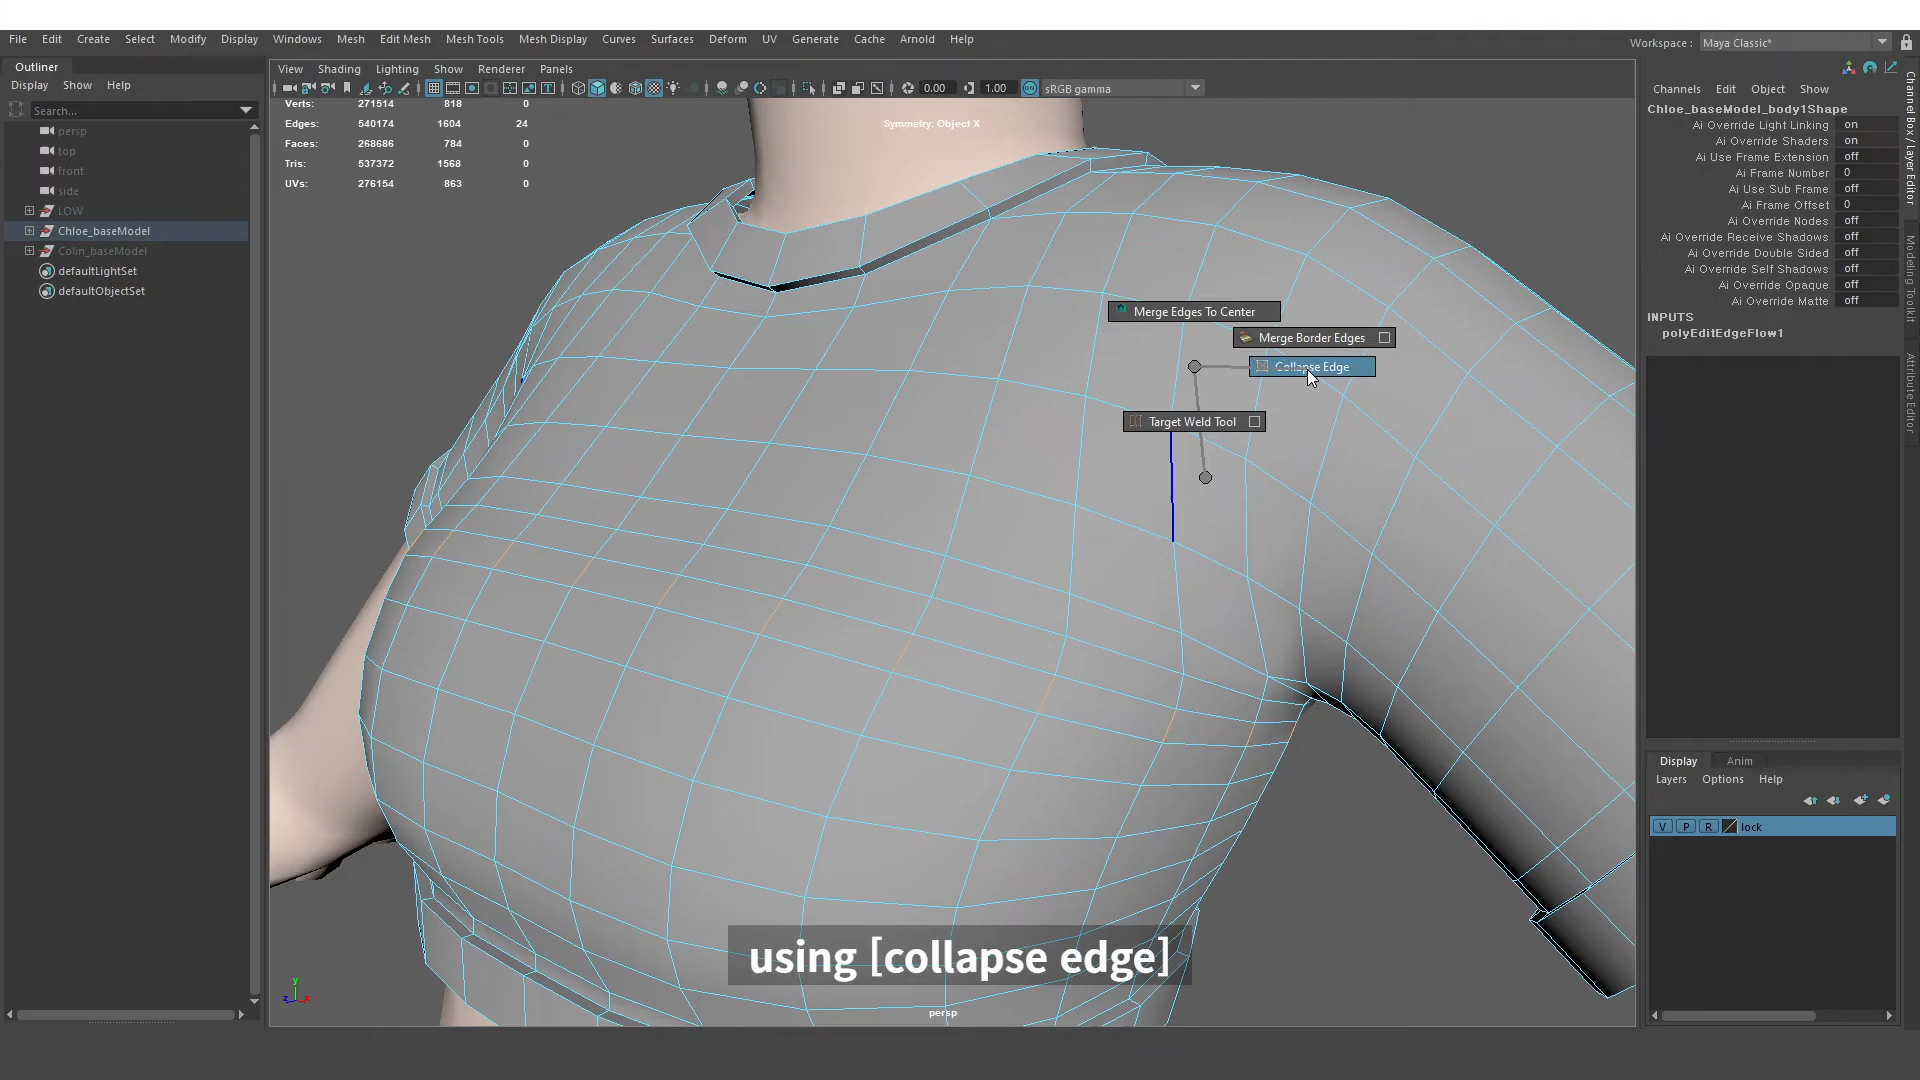 File Edit Create Select Modify Display Windows Mesh Edit Mesh Mesh Tools Mesh Display Curves Surfaces Deform UV Generate Cache Arnold Help
Workspace : Maya Classic*
Outliner
Display Show Help
Search...
persp
top
front
side
LOW
Chloe_baseModel
Colin_baseModel
defaultLightSet
defaultObjectSet
View Shading Lighting Show Renderer Panels
0.00 1.00 sRGB gamma
Verts: 271514 818 0
Edges: 540174 1604 24
Faces: 268686 784 0
Tris: 537372 1568 0
UVs: 276154 863 0
Symmetry: Object X
Merge Edges To Center
Merge Border Edges
Collapse Edge
Target Weld Tool
using [collapse edge]
persp
y
z x
Channels Edit Object Show
Chloe_baseModel_body1Shape
Ai Override Light Linking on
Ai Override Shaders on
Ai Use Frame Extension off
Ai Frame Number 0
Ai Use Sub Frame off
Ai Frame Offset 0
Ai Override Nodes off
Ai Override Receive Shadows off
Ai Override Double Sided off
Ai Override Self Shadows off
Ai Override Opaque off
Ai Override Matte off
INPUTS
polyEditEdgeFlow1
Display Anim
Layers Options Help
V P R lock
Channel Box / Layer Editor
Modeling Toolkit
Attribute Editor